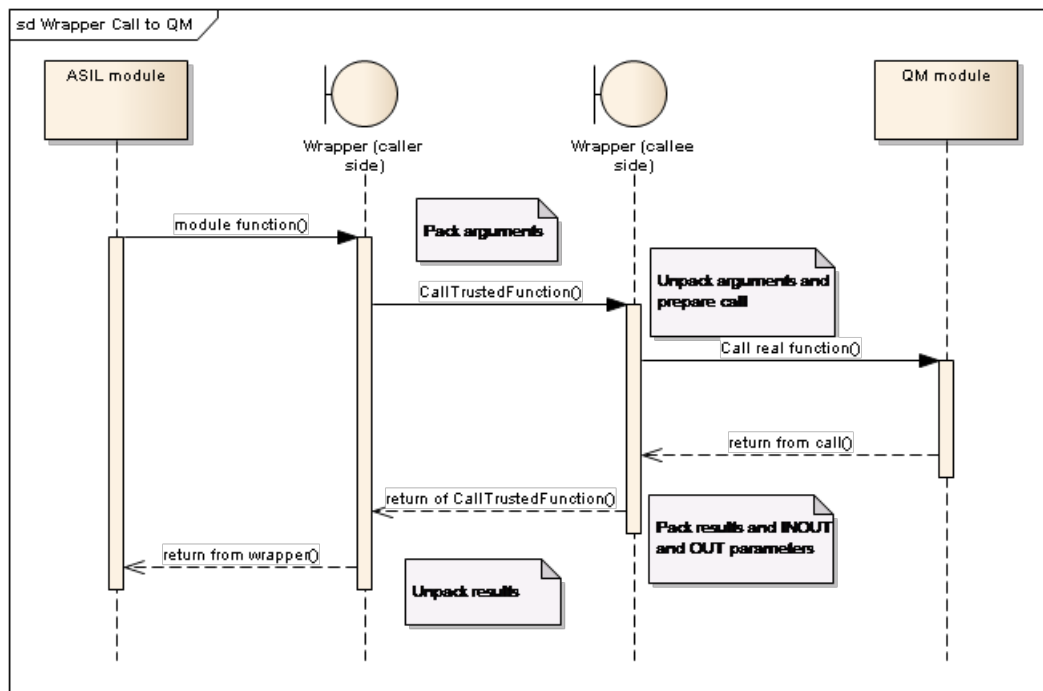 sd Wrapper Call to QM
ASIL module
QM module
Wrapper (caller
side)
Wrapper (callee
side)
module function()
Pack arguments
CallTrustedFunction()
Unpack arguments and
prepare call
Call real function()
return from call()
return of CallTrustedFunction()
Pack results and INOUT
and OUT parameters
return from wrapper()
Unpack results